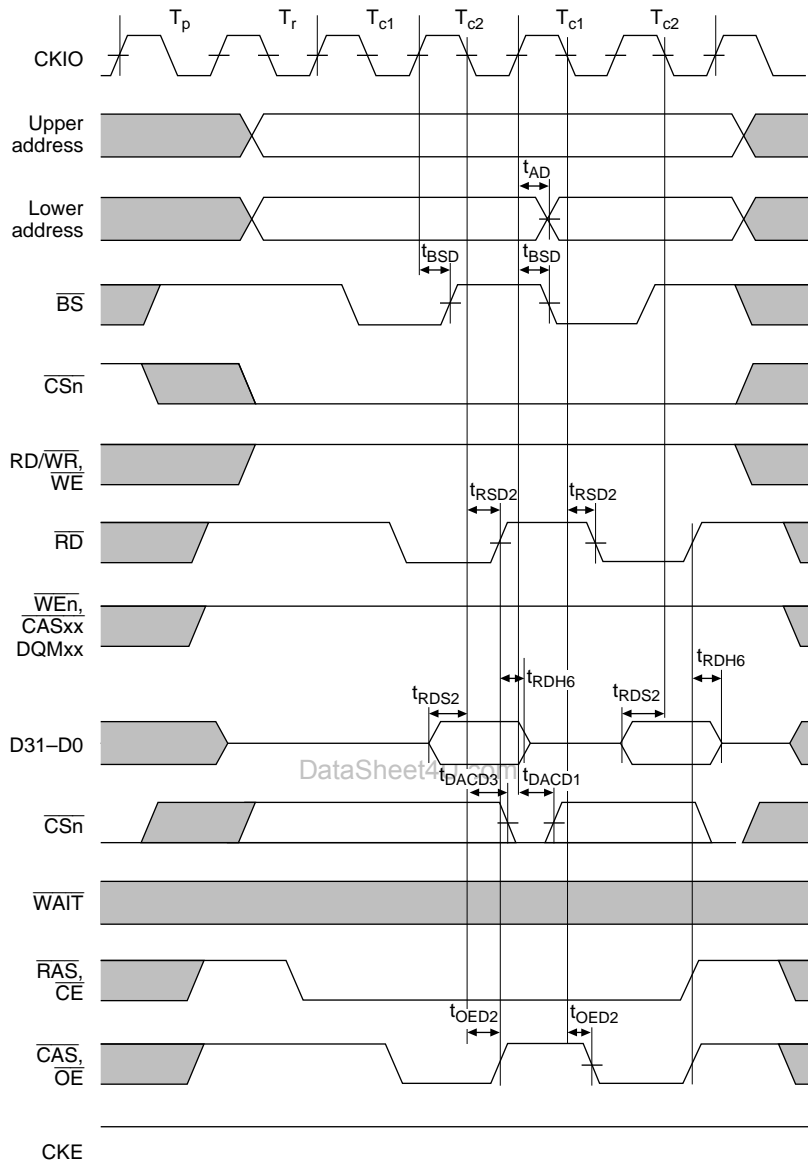 Tp Tr Tc1 Tc2 Tc1 Tc2
CKIO
Upper
address
tAD
Lower
address
tBSD tBSD
BS
CSn
RD/WR,
WE
tRSD2 tRSD2
RD
WEn,
CASxx
DQMxx
tRDH6 tRDH6
tRDS2 tRDS2
D31–D0
DataSheet4U.com
tDACD3 tDACD1
CSn
WAIT
RAS,
CE
tOED2 tOED2
CAS,
OE
CKE